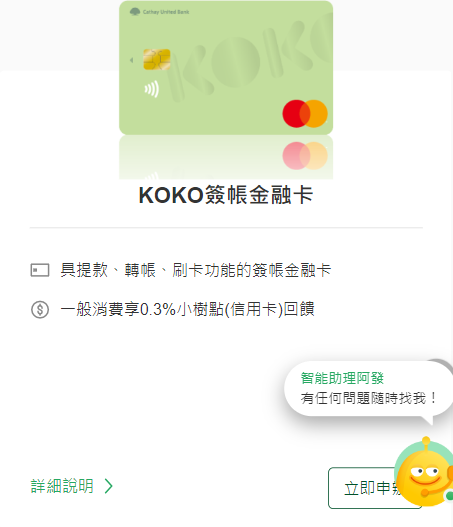 Cathay United Bank
KOKO
KOKO簽帳金融卡
具提款、轉帳、刷卡功能的簽帳金融卡
一般消費享0.3%小樹點(信用卡)回饋
智能助理阿發
有任何問題隨時找我！
詳細說明
立即申辦